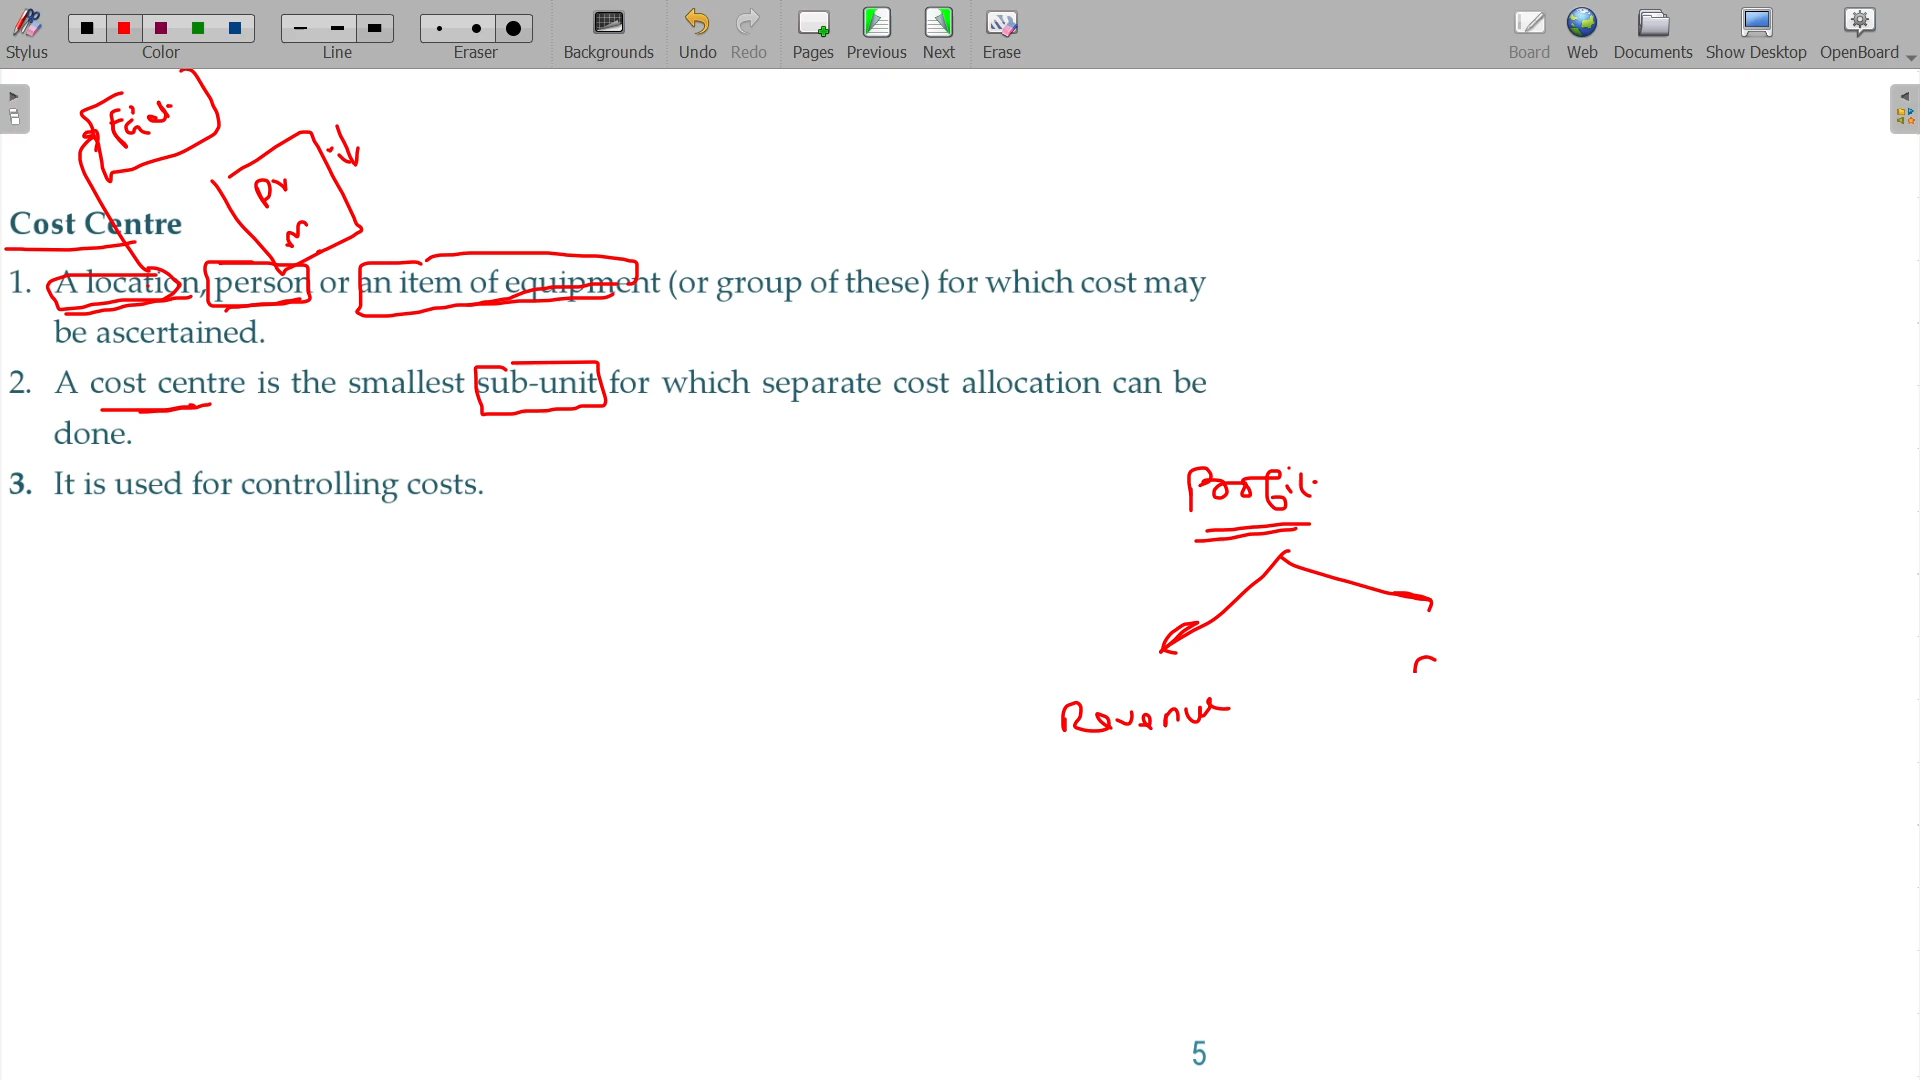 Stylus Color Line Eraser Backgrounds Undo Redo Pages Previous Next Erase Board Web Documents Show Desktop OpenBoard
Pr
m
Cost Centre
1. A location, person or an item of equipment (or group of these) for which cost may
be ascertained.
2. A cost centre is the smallest sub-unit for which separate cost allocation can be
done.
3. It is used for controlling costs.
Profit
Revenue
5